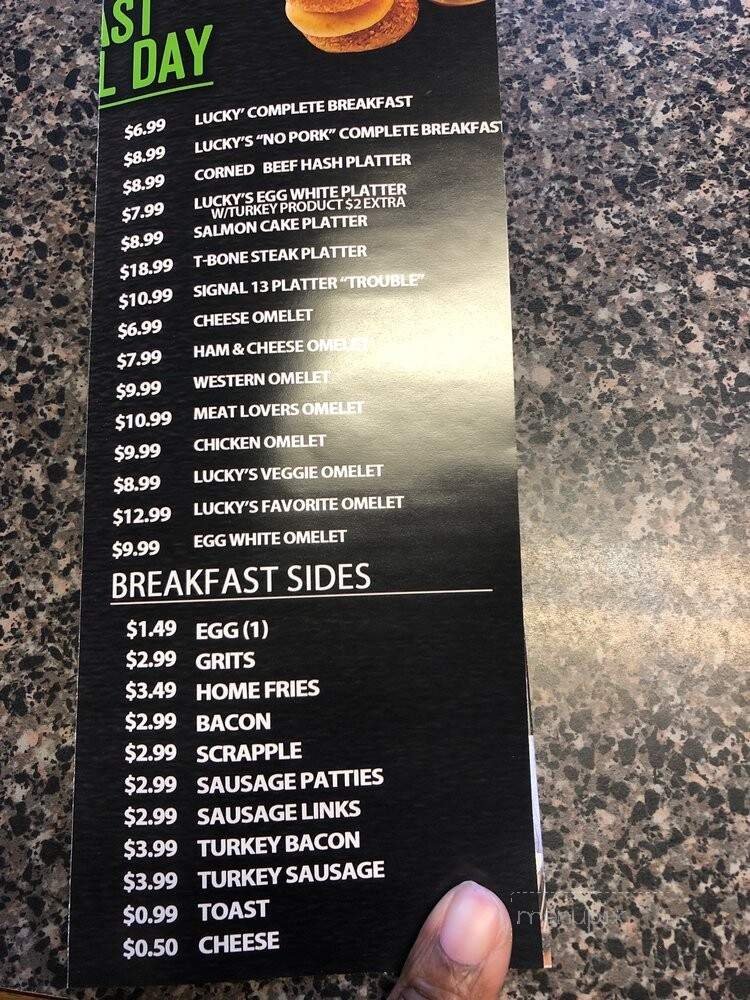 AST
L DAY
$6.99 LUCKY' COMPLETE BREAKFAST
$8.99 LUCKY'S "NO PORK" COMPLETE BREAKFAST
$8.99 CORNED BEEF HASH PLATTER
$7.99 LUCKY'S EGG WHITE PLATTER
W/TURKEY PRODUCT $2 EXTRA
$8.99 SALMON CAKE PLATTER
$18.99 T-BONE STEAK PLATTER
$10.99 SIGNAL 13 PLATTER "TROUBLE"
$6.99 CHEESE OMELET
$7.99 HAM & CHEESE OMELET
$9.99 WESTERN OMELET
$10.99 MEAT LOVERS OMELET
$9.99 CHICKEN OMELET
$8.99 LUCKY'S VEGGIE OMELET
$12.99 LUCKY'S FAVORITE OMELET
$9.99 EGG WHITE OMELET
BREAKFAST SIDES
$1.49 EGG (1)
$2.99 GRITS
$3.49 HOME FRIES
$2.99 BACON
$2.99 SCRAPPLE
$2.99 SAUSAGE PATTIES
$2.99 SAUSAGE LINKS
$3.99 TURKEY BACON
$3.99 TURKEY SAUSAGE
$0.99 TOAST
$0.50 CHEESE
menupix